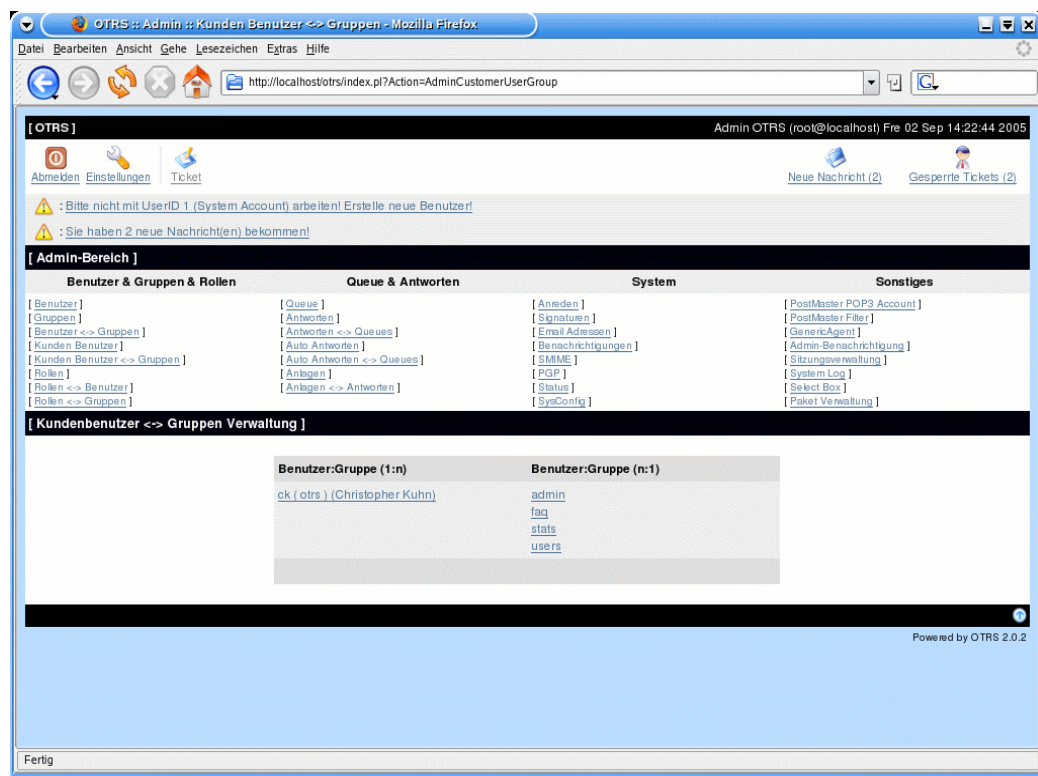 OTRS :: Admin :: Kunden Benutzer <-> Gruppen - Mozilla Firefox
Datei Bearbeiten Ansicht Gehe Lesezeichen Extras Hilfe
http://localhost/otrs/index.pl?Action=AdminCustomerUserGroup
[ OTRS ] Admin OTRS (root@localhost) Fre 02 Sep 14:22:44 2005
Abmelden Einstellungen Ticket Neue Nachricht (2) Gesperrte Tickets (2)
: Bitte nicht mit UserID 1 (System Account) arbeiten! Erstelle neue Benutzer!
: Sie haben 2 neue Nachricht(en) bekommen!
[ Admin-Bereich ]
Benutzer & Gruppen & Rollen Queue & Antworten System Sonstiges
[ Benutzer ] [ Queue ] [ Anreden ] [ PostMaster POP3 Account ]
[ Gruppen ] [ Antworten ] [ Signaturen ] [ PostMaster Filter ]
[ Benutzer <-> Gruppen ] [ Antworten <-> Queues ] [ Email Adressen ] [ GenericAgent ]
[ Kunden Benutzer ] [ Auto Antworten ] [ Benachrichtigungen ] [ Admin-Benachrichtigung ]
[ Kunden Benutzer <-> Gruppen ] [ Auto Antworten <-> Queues ] [ SMIME ] [ Sitzungsverwaltung ]
[ Rollen ] [ Anlagen ] [ PGP ] [ System Log ]
[ Rollen <-> Benutzer ] [ Anlagen <-> Antworten ] [ Status ] [ Select Box ]
[ Rollen <-> Gruppen ] [ SysConfig ] [ Paket Verwaltung ]
[ Kundenbenutzer <-> Gruppen Verwaltung ]
Benutzer:Gruppe (1:n) Benutzer:Gruppe (n:1)
ck ( otrs ) (Christopher Kuhn) admin
faq
stats
users
Powered by OTRS 2.0.2
Fertig